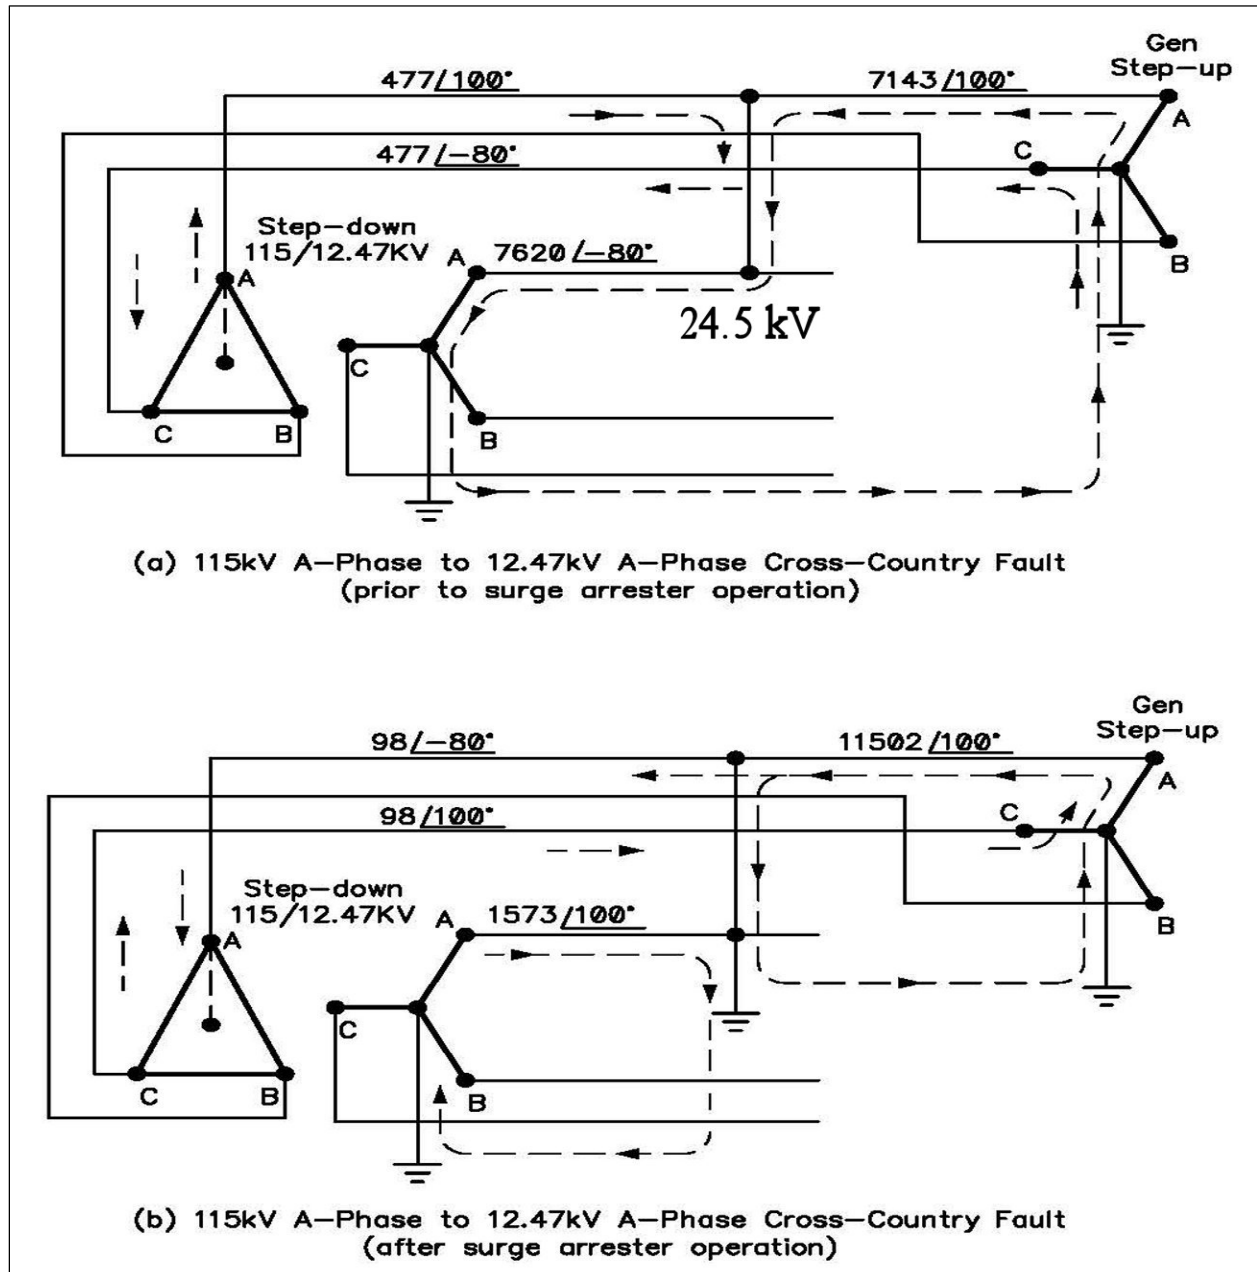 Gen
Step-up
477/100°
7143/100°
A
C
477/-80°
Step-down
115/12.47KV
A
A
7620/-80°
B
24.5 kV
C
C
B
B
(a) 115kV A-Phase to 12.47kV A-Phase Cross-Country Fault
(prior to surge arrester operation)
Gen
Step-up
98/-80°
11502/100°
A
C
98/100°
Step-down
115/12.47KV
A
A
1573/100°
B
C
C
B
B
(b) 115kV A-Phase to 12.47kV A-Phase Cross-Country Fault
(after surge arrester operation)